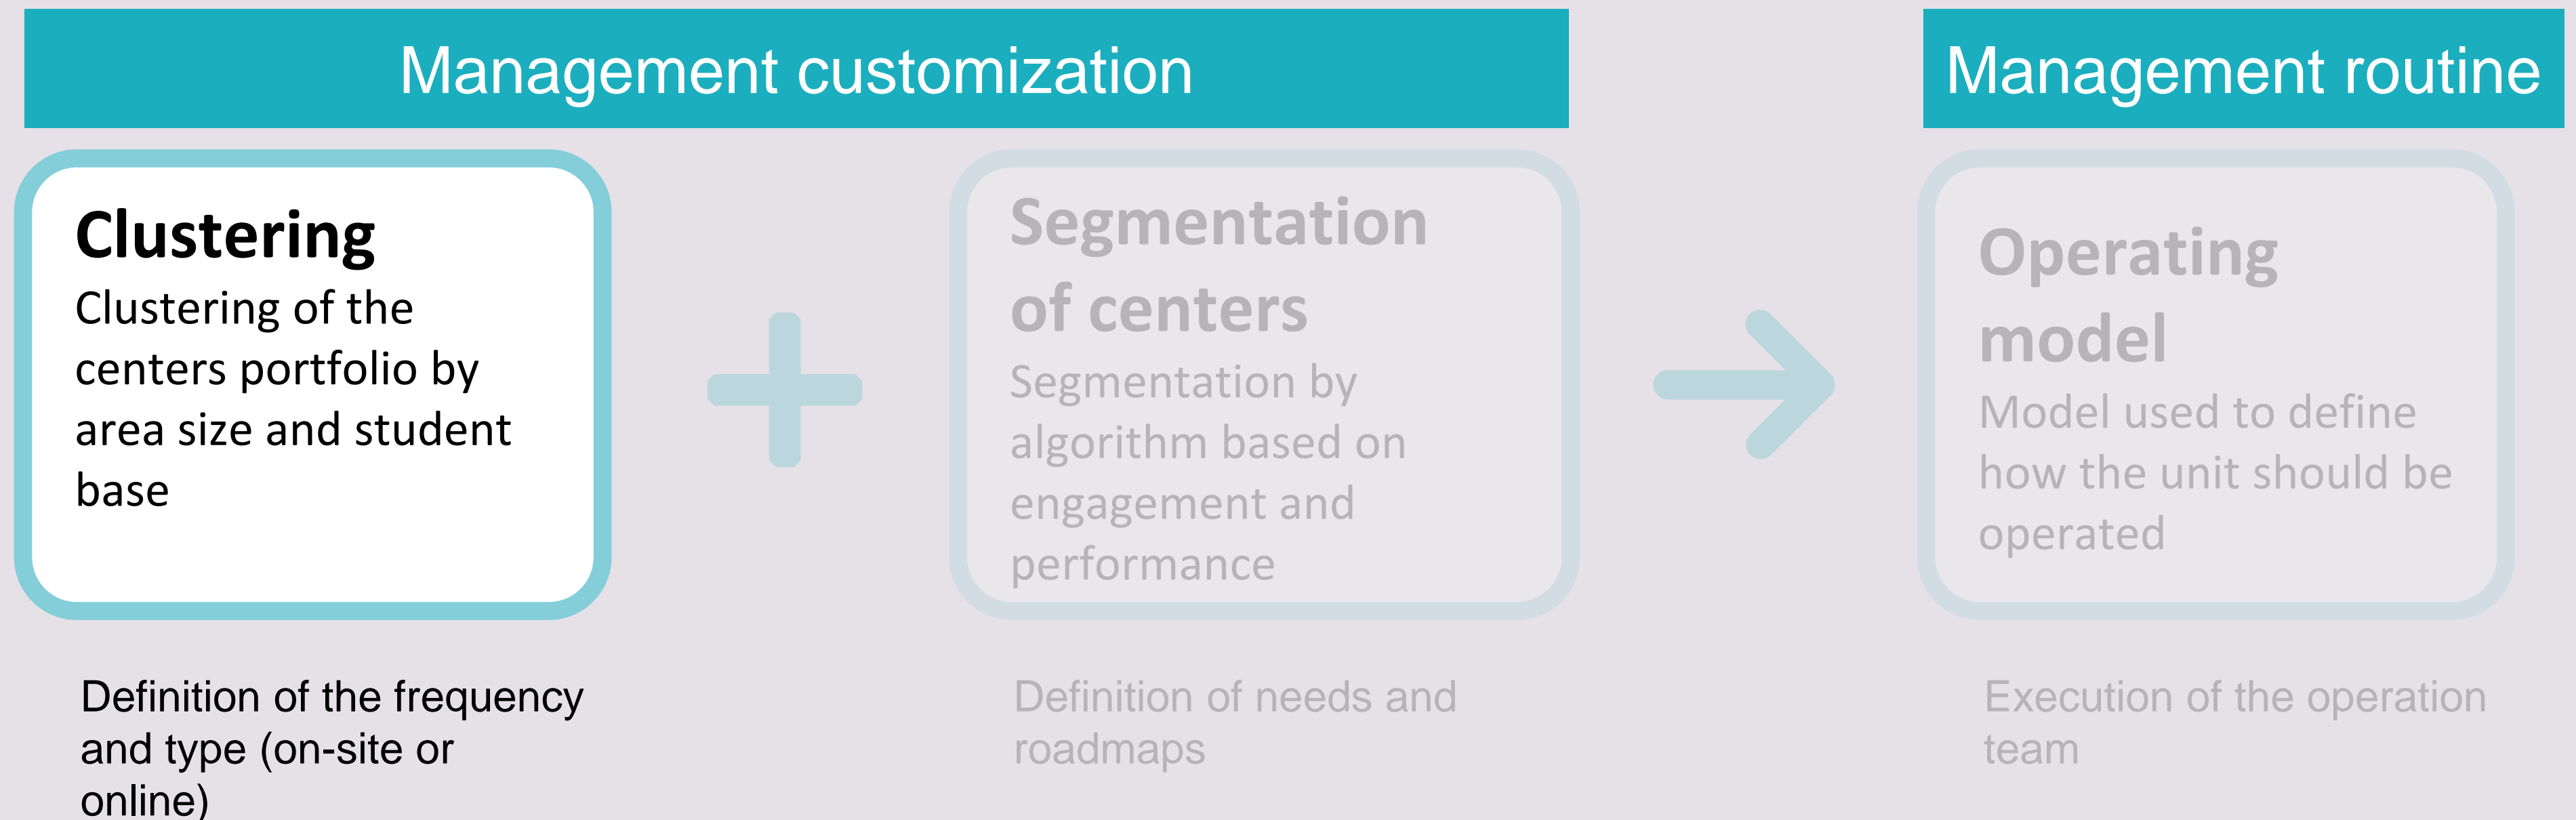 Management customization
Management routine
Clustering
Clustering of the
centers portfolio by
area size and student
base
Segmentation
of centers
Segmentation by
algorithm based on
engagement and
performance
Operating
model
Model used to define
how the unit should be
operated
Definition of the frequency
and type (on-site or
online)
Definition of needs and
roadmaps
Execution of the operation
team